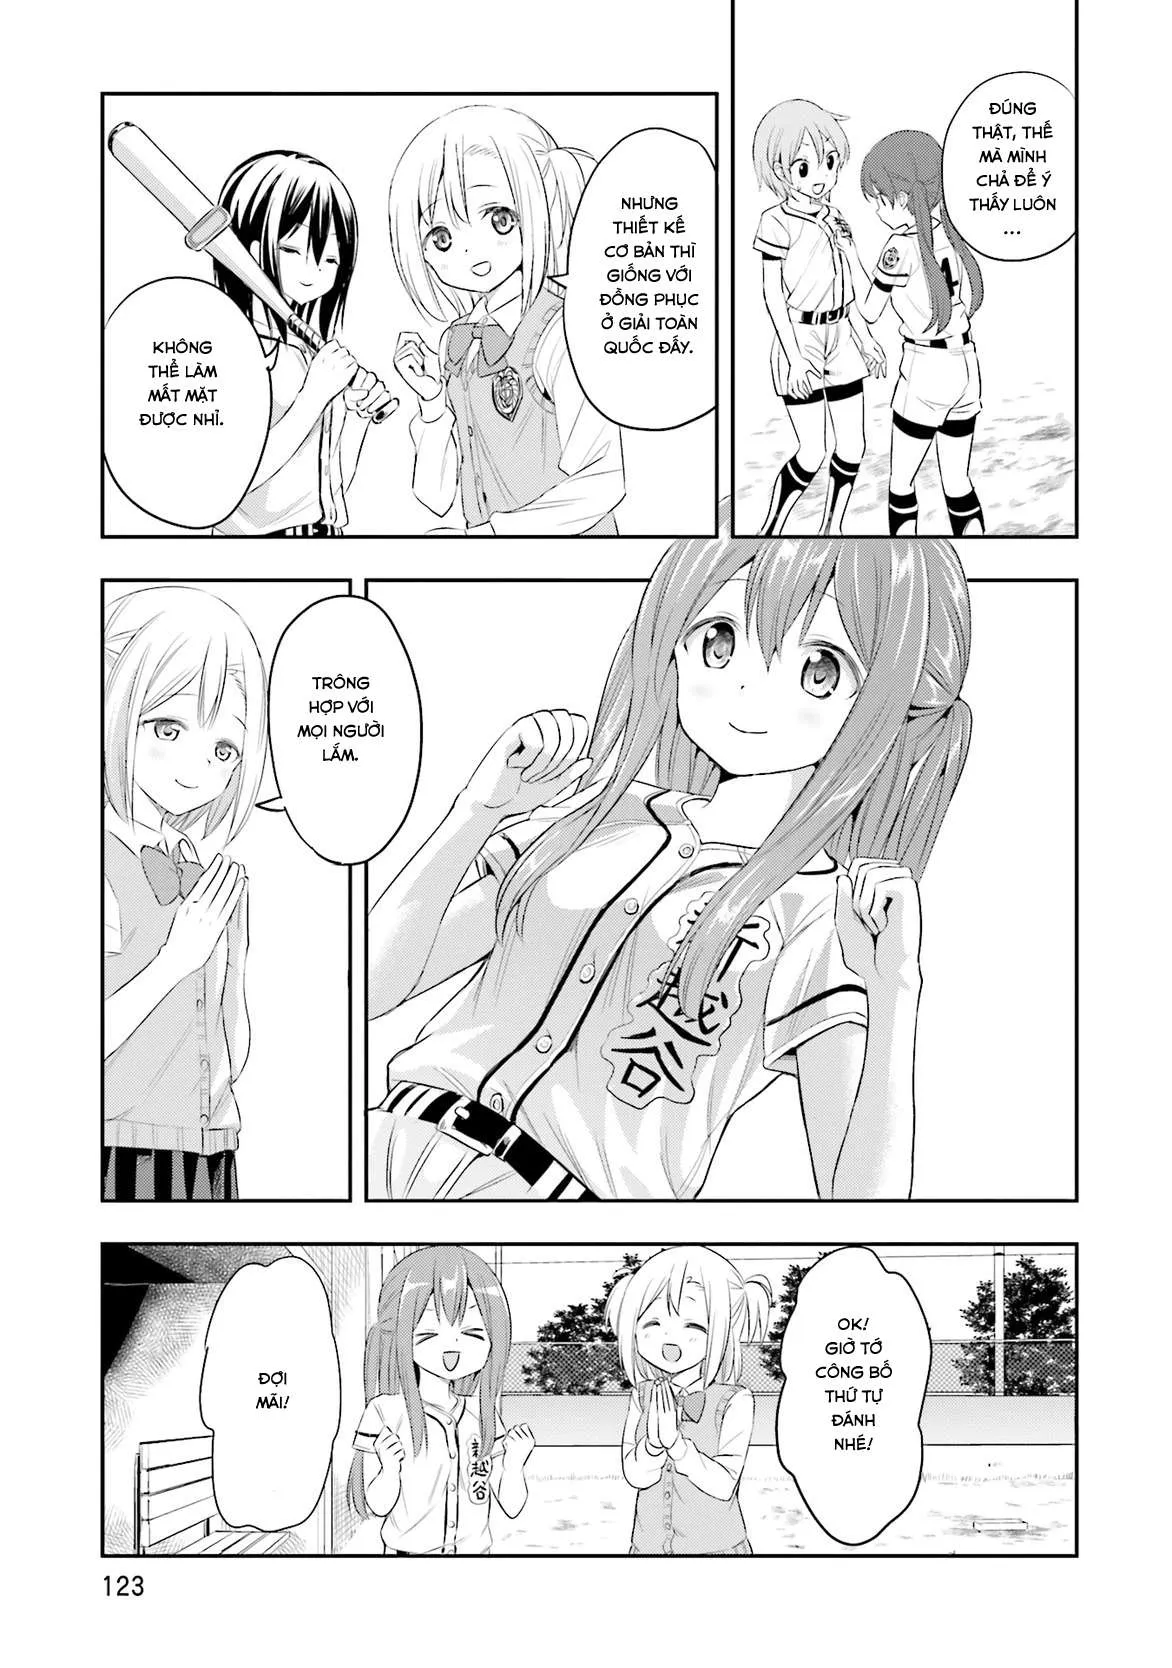 ĐÚNG
THẬT, THẾ
MÀ MÌNH
CHẢ ĐỂ Ý
THẤY LUÔN
...
NHƯNG
THIẾT KẾ
CƠ BẢN THÌ
GIỐNG VỚI
ĐỒNG PHỤC
Ở GIẢI TOÀN
QUỐC ĐẤY.
KHÔNG
THỂ LÀM
MẤT MẶT
ĐƯỢC NHỈ.
TRÔNG
HỢP VỚI
MỌI NGƯỜI
LẮM.
越谷
OK!
GIỜ TỚ
CÔNG BỐ
THỨ TỰ
ĐÁNH
NHÉ!
ĐỢI
MÃI!
新越谷
123